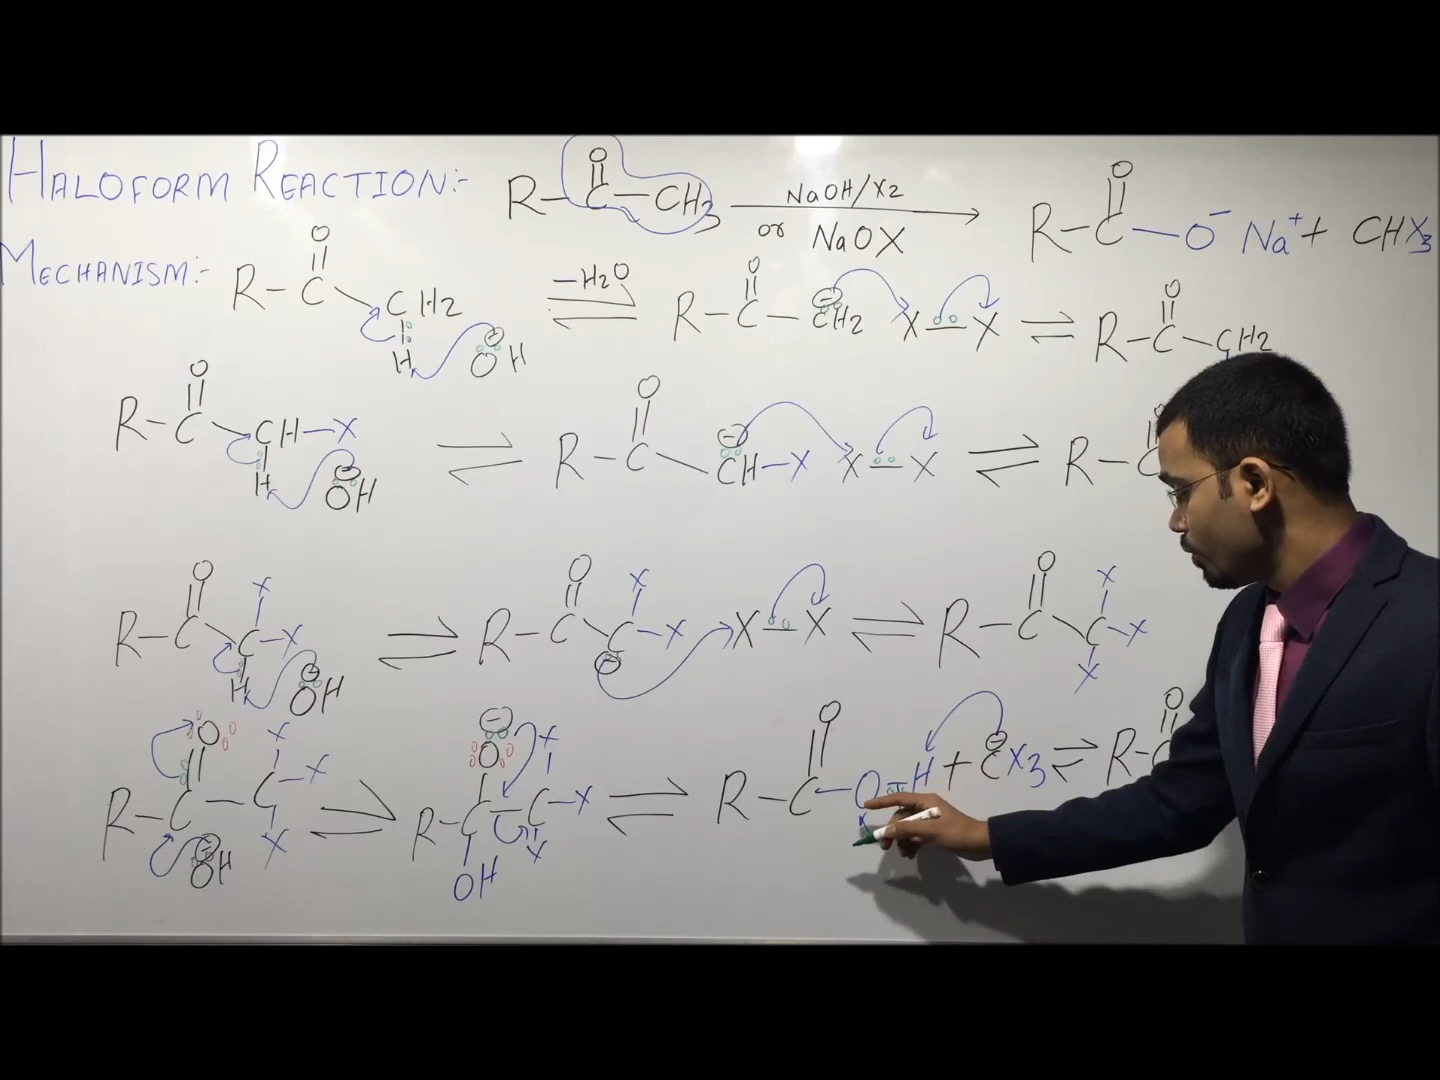 HALOFORM REACTION:-
O
R-C-CH3 NaOH/X2 or NaOX
O
R-C-O⁻ Na⁺ + CHX3
MECHANISM:-
O
R-C-CH2
H ⊖OH
-H2O
O ⊖
R-C-CH2 X-X
O
R-C-CH2
O
R-C-CH-X
H ⊖OH
O ⊖
R-C-CH-X X-X
R-C
O X
R-C-C-X
H ⊖OH
O X
R-C-C-X X-X
⊖
O X
R-C-C-X
X
O X
R-C-C-X
⊖OH X
⊖
O X
R-C-C-X
OH X
O
R-C-O-H + ⊖CX3
O
R-C